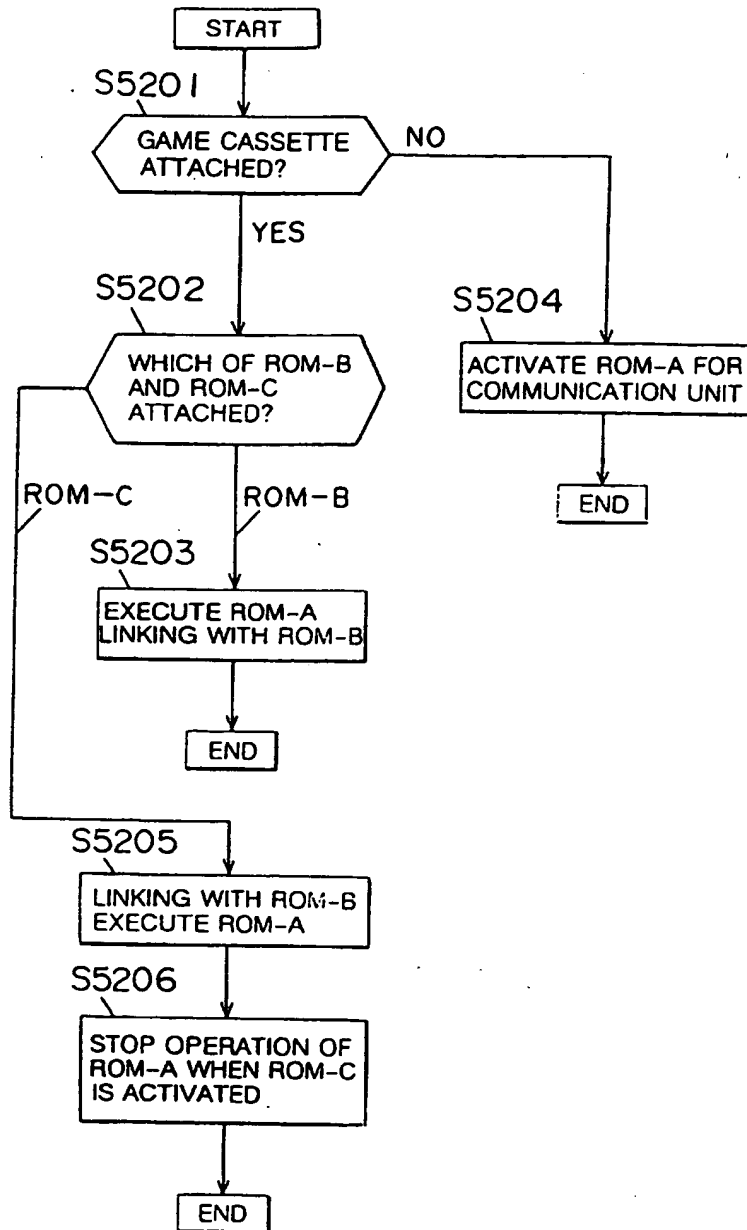 START
S5201
GAME CASSETTE
ATTACHED?
NO
YES
S5202
WHICH OF ROM-B
AND ROM-C
ATTACHED?
S5204
ACTIVATE ROM-A FOR
COMMUNICATION UNIT
END
ROM-C
ROM-B
S5203
EXECUTE ROM-A
LINKING WITH ROM-B
END
S5205
LINKING WITH ROM-B
EXECUTE ROM-A
S5206
STOP OPERATION OF
ROM-A WHEN ROM-C
IS ACTIVATED
END